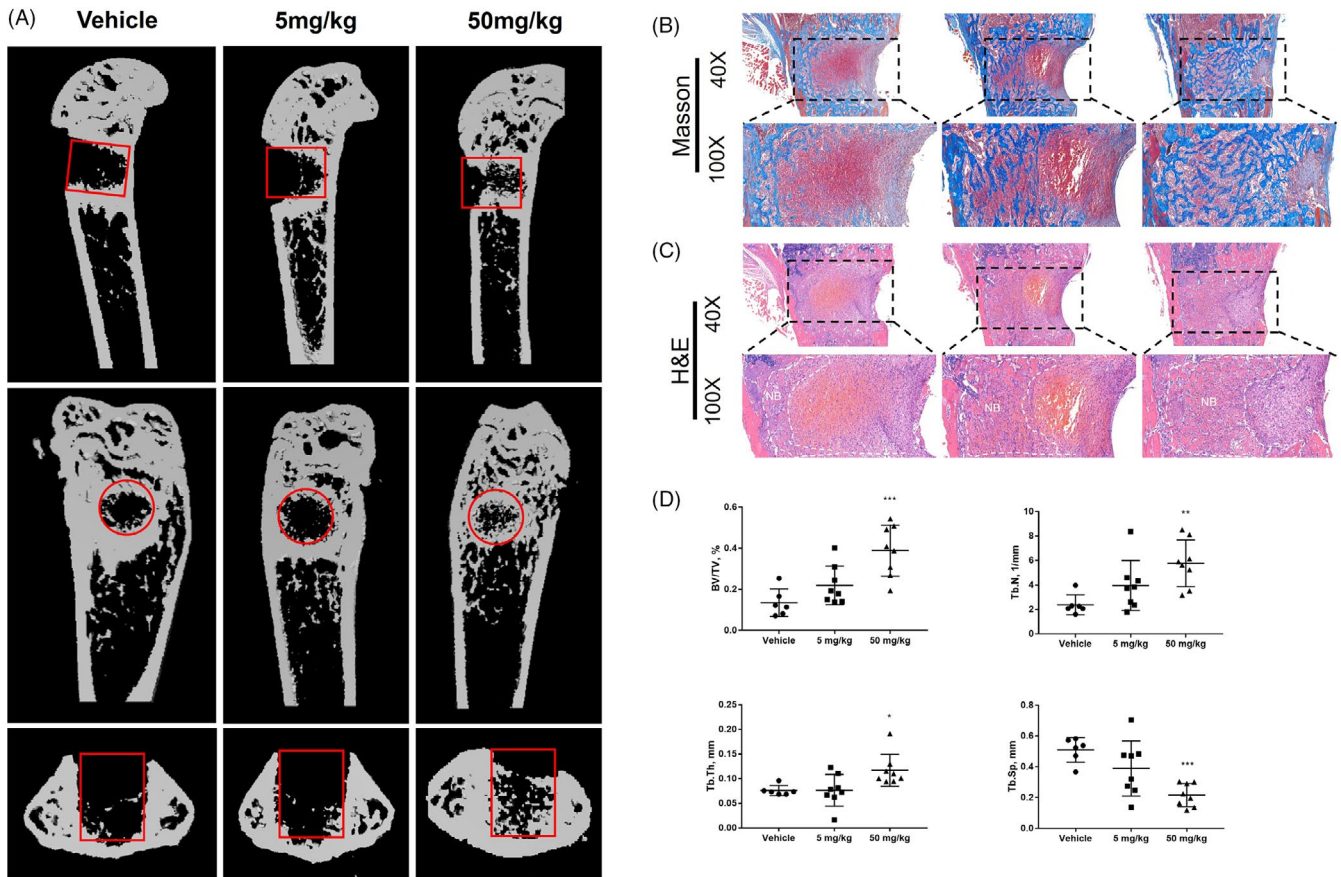 (A)
Vehicle 5mg/kg 50mg/kg
(B)
Masson
40X
100X
(C)
H&E
40X
100X
NB NB NB
(D)
BV/TV, %
0.6
0.4
0.2
0.0
***
Vehicle 5 mg/kg 50 mg/kg
Tb.N, 1/mm
10
8
6
4
2
0
**
Vehicle 5 mg/kg 50 mg/kg
Tb.Th, mm
0.25
0.20
0.15
0.10
0.05
0.00
*
Vehicle 5 mg/kg 50 mg/kg
Tb.Sp, mm
0.8
0.6
0.4
0.2
0.0
***
Vehicle 5 mg/kg 50 mg/kg